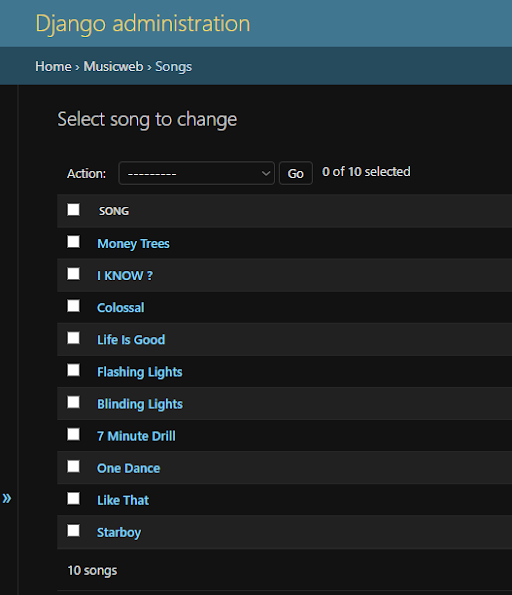 Django administration
Home › Musicweb › Songs
Select song to change
Action: --------- Go 0 of 10 selected
SONG
Money Trees
I KNOW ?
Colossal
Life Is Good
Flashing Lights
Blinding Lights
7 Minute Drill
One Dance
Like That
Starboy
»
10 songs